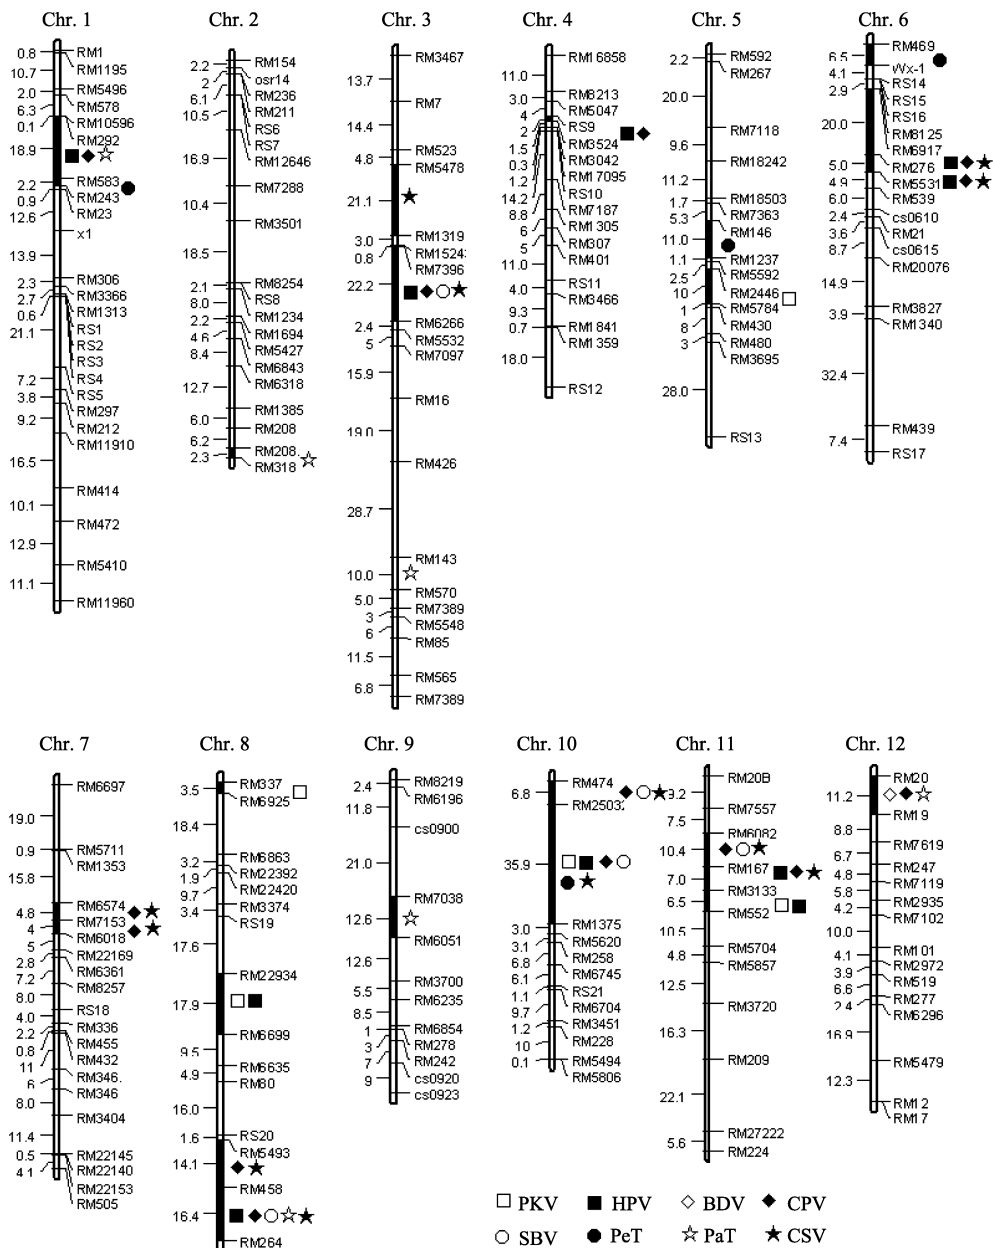 Chr. 1
0.8
10.7
2.0
6.3
0.1
18.9
2.2
0.9
12.6
13.9
2.3
2.7
0.6
21.1
7.2
3.8
9.2
16.5
10.1
12.9
11.1
RM1
RM1195
RM5496
RM578
RM10596
RM292
RM583
RM243
RM23
x1
RM306
RM3366
RM1313
RS1
RS2
RS3
RS4
RS5
RM297
RM212
RM11910
RM414
RM472
RM5410
RM11960
Chr. 2
2.2
2
6.1
10.5
16.9
10.4
18.5
2.1
8.0
2.2
4.6
8.4
12.7
6.0
6.2
2.3
RM154
osr14
RM236
RM211
RS6
RS7
RM12646
RM7288
RM3501
RM8254
RS8
RM1234
RM1694
RM5427
RM6843
RM6318
RM1385
RM208
RM208.
RM318
Chr. 3
13.7
14.4
4.8
21.1
3.0
0.8
22.2
2.4
5
15.9
19.0
28.7
10.0
5.0
3
6
11.5
6.8
RM3467
RM7
RM523
RM5478
RM1319
RM1524
RM7396
RM6266
RM5532
RM7097
RM16
RM426
RM143
RM570
RM7389
RM5548
RM85
RM565
RM7389
Chr. 4
11.0
3.0
4
2
1.5
0.3
1.2
14.2
8.8
6
5
11.0
4.0
9.3
0.7
18.0
RM16858
RM8213
RM5047
RS9
RM3524
RM3042
RM17095
RS10
RM7187
RM1305
RM307
RM401
RS11
RM3466
RM1841
RM1359
RS12
Chr. 5
2.2
20.0
9.6
11.2
1.7
5.3
11.0
1.1
2.5
10
1
8
3
28.0
RM592
RM267
RM7118
RM18242
RM18503
RM7363
RM146
RM1237
RM5592
RM2446
RM5784
RM430
RM480
RM3695
RS13
Chr. 6
6.5
4.1
2.9
20.0
5.0
4.9
6.0
2.4
3.6
8.7
14.9
3.9
32.4
7.4
RM469
Wx-1
RS14
RS15
RS16
RM8125
RM6917
RM276
RM5531
RM539
cs0610
RM21
cs0615
RM20076
RM3827
RM1340
RM439
RS17
Chr. 7
19.0
0.9
15.8
4.8
4
5
2.8
7.2
8.0
4.0
2.2
0.8
11
6
8.0
11.4
0.5
4.1
RM6697
RM5711
RM1353
RM6574
RM7153
RM6018
RM22169
RM6361
RM8257
RS18
RM336
RM455
RM432
RM346.
RM346
RM3404
RM22145
RM22140
RM22153
RM505
Chr. 8
3.5
18.4
3.2
1.9
9.7
3.4
17.6
17.9
9.5
4.9
16.0
1.6
14.1
16.4
RM337
RM6925
RM6863
RM22392
RM22420
RM3374
RS19
RM22934
RM6699
RM6635
RM80
RS20
RM5493
RM458
RM264
Chr. 9
2.4
11.8
21.0
12.6
12.6
5.5
8.5
1
3
7
9
RM8219
RM6196
cs0900
RM7038
RM6051
RM3700
RM6235
RM6854
RM278
RM242
cs0920
cs0923
Chr. 10
6.8
35.9
3.0
3.1
6.8
6.1
1.1
9.7
1.2
10
0.1
RM474
RM2503
RM1375
RM5620
RM258
RM6745
RS21
RM6704
RM3451
RM228
RM5494
RM5806
Chr. 11
9.2
7.5
10.4
7.0
6.5
10.5
4.8
12.5
16.3
22.1
5.6
RM20B
RM7557
RM6082
RM167
RM3133
RM552
RM5704
RM5857
RM3720
RM209
RM27222
RM224
Chr. 12
11.2
8.8
6.7
4.8
5.8
4.2
10.0
4.1
3.9
6.6
2.4
16.9
12.3
RM20
RM19
RM7619
RM247
RM7119
RM2935
RM7102
RM101
RM2972
RM519
RM277
RM6296
RM5479
RM12
RM17
PKV HPV BDV CPV
SBV PeT PaT CSV